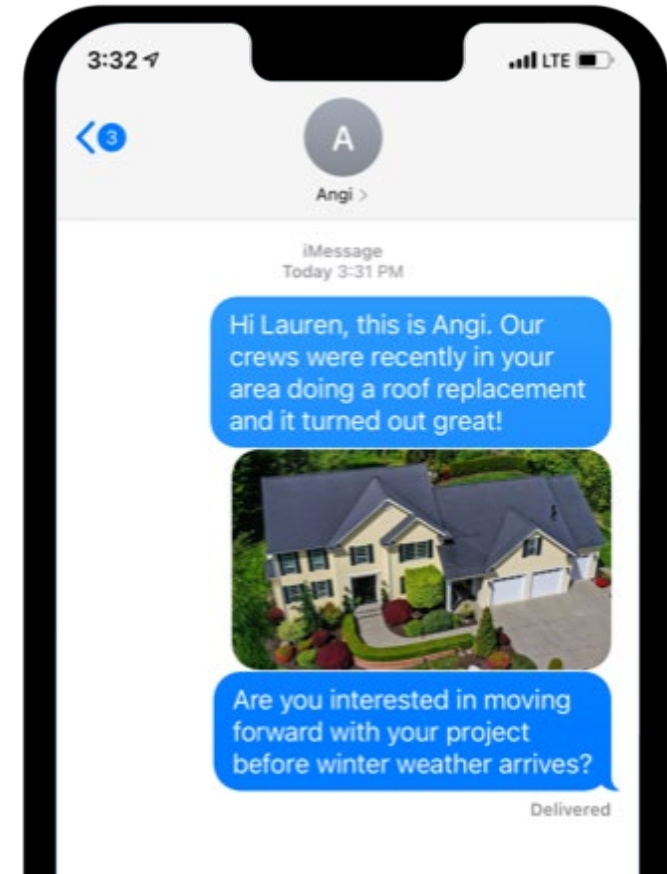 3:32
LTE
3
A
Angi
iMessage
Today 3:31 PM
Hi Lauren, this is Angi. Our
crews were recently in your
area doing a roof replacement
and it turned out great!
Are you interested in moving
forward with your project
before winter weather arrives?
Delivered